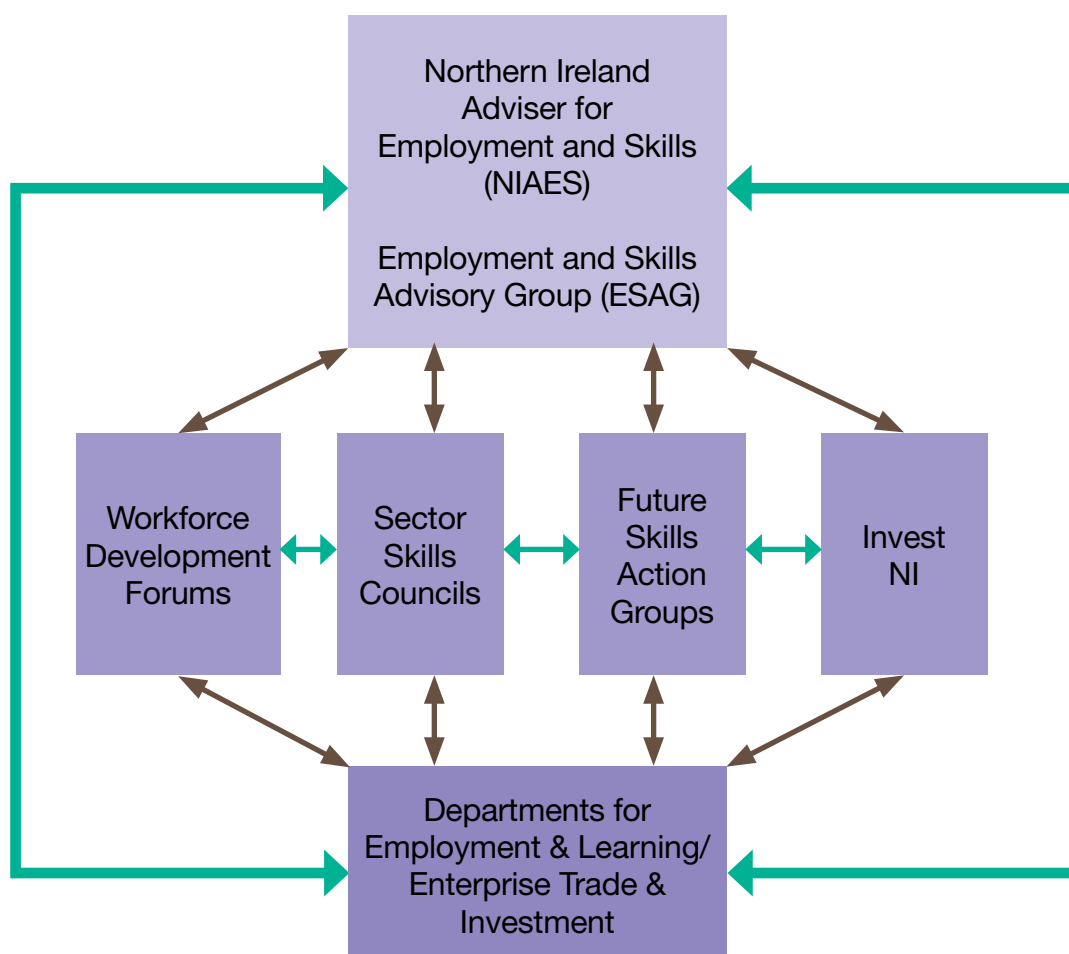 Northern Ireland
Adviser for
Employment and Skills
(NIAES)
Employment and Skills
Advisory Group (ESAG)
Workforce
Development
Forums
Sector
Skills
Councils
Future
Skills
Action
Groups
Invest
NI
Departments for
Employment & Learning/
Enterprise Trade &
Investment